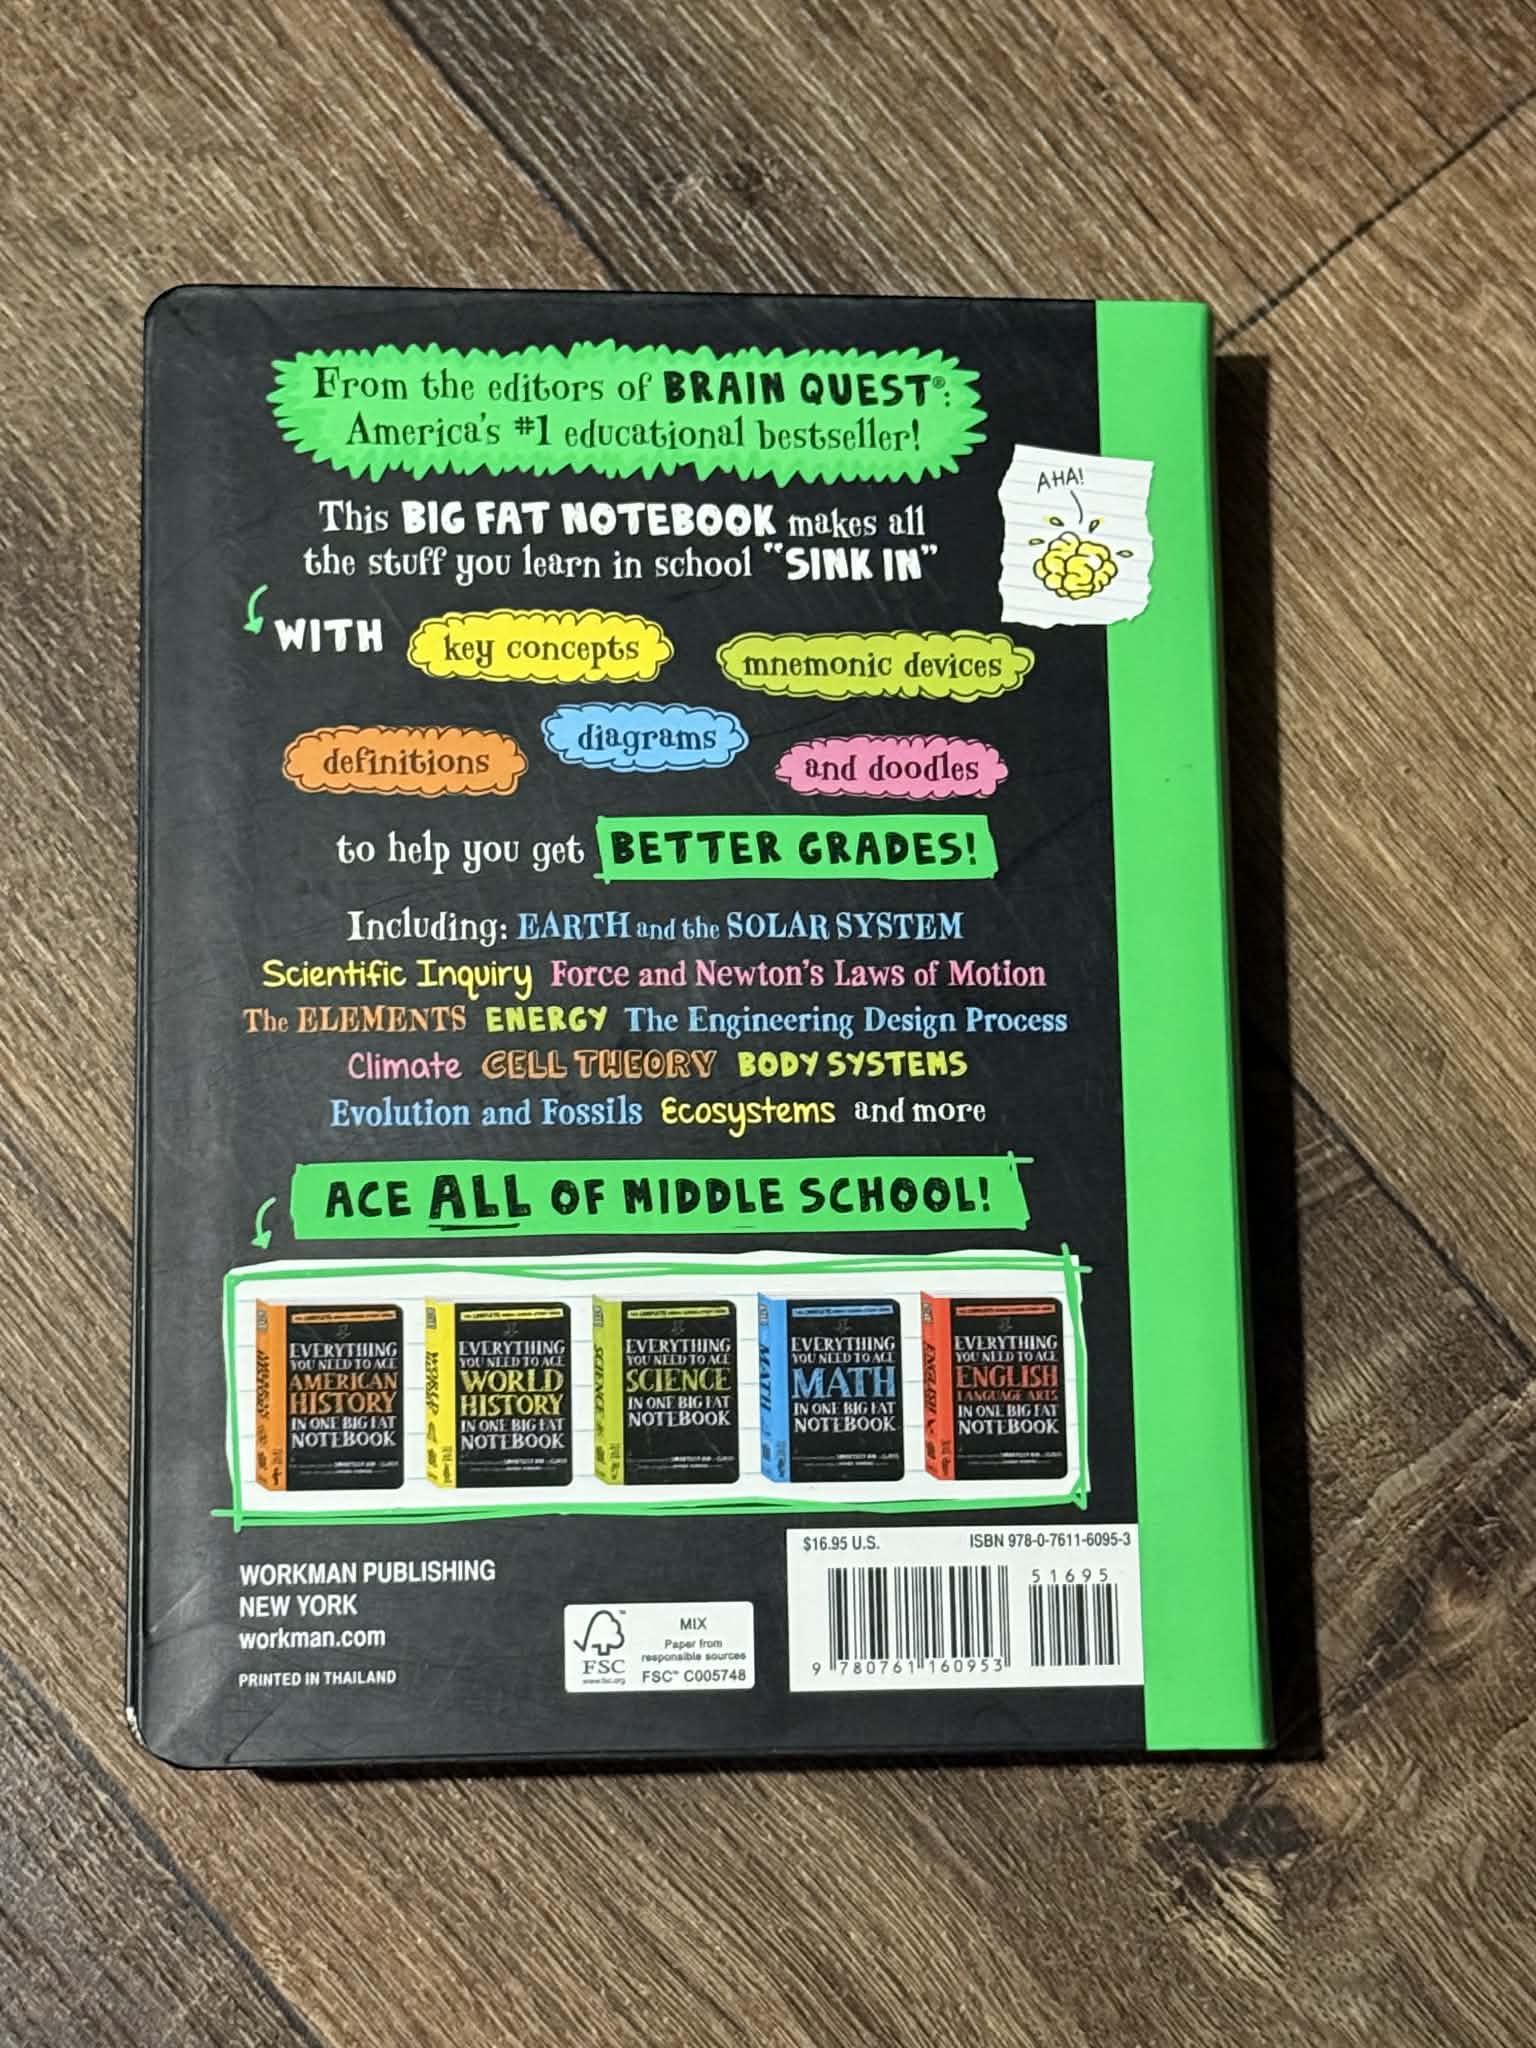 From the editors of BRAIN QUEST®:
America's #1 educational bestseller!
AHA!
This BIG FAT NOTEBOOK makes all
the stuff you learn in school "SINK IN"
WITH key concepts mnemonic devices
definitions diagrams and doodles
to help you get BETTER GRADES!
Including: EARTH and the SOLAR SYSTEM
Scientific Inquiry Force and Newton's Laws of Motion
The ELEMENTS ENERGY The Engineering Design Process
Climate CELL THEORY BODY SYSTEMS
Evolution and Fossils Ecosystems and more
ACE ALL OF MIDDLE SCHOOL!
EVERYTHING
YOU NEED TO ACE
AMERICAN
HISTORY
IN ONE BIG FAT
NOTEBOOK
EVERYTHING
YOU NEED TO ACE
WORLD
HISTORY
IN ONE BIG FAT
NOTEBOOK
SCIENCE
EVERYTHING
YOU NEED TO ACE
SCIENCE
IN ONE BIG FAT
NOTEBOOK
MATH
EVERYTHING
YOU NEED TO ACE
MATH
IN ONE BIG FAT
NOTEBOOK
ENGLISH
EVERYTHING
YOU NEED TO ACE
ENGLISH
LANGUAGE ARTS
IN ONE BIG FAT
NOTEBOOK
WORKMAN PUBLISHING
NEW YORK
workman.com
PRINTED IN THAILAND
FSC
www.fsc.org
MIX
Paper from
responsible sources
FSC™ C005748
$16.95 U.S. ISBN 978-0-7611-6095-3
51695
9 780761 160953